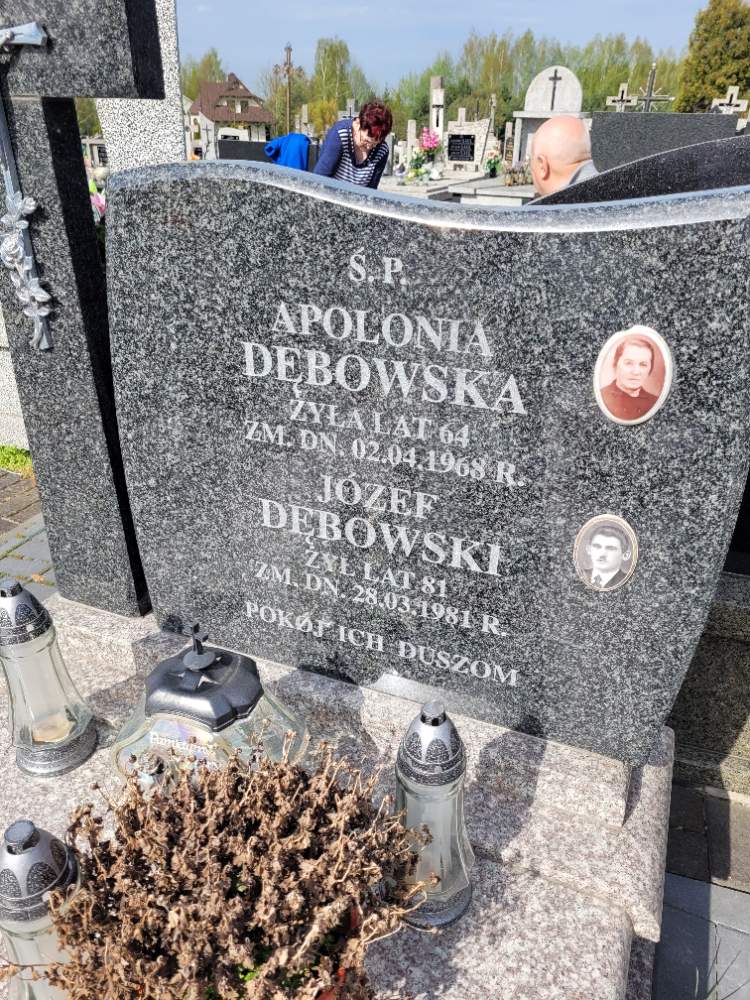 Ś. P.
APOLONIA
DĘBOWSKA
ŻYŁA LAT 64
ZM. DN. 02.04.1968 R.
JÓZEF
DĘBOWSKI
ŻYŁ LAT 81
ZM. DN. 28.03.1981 R.
POKÓJ ICH DUSZOM